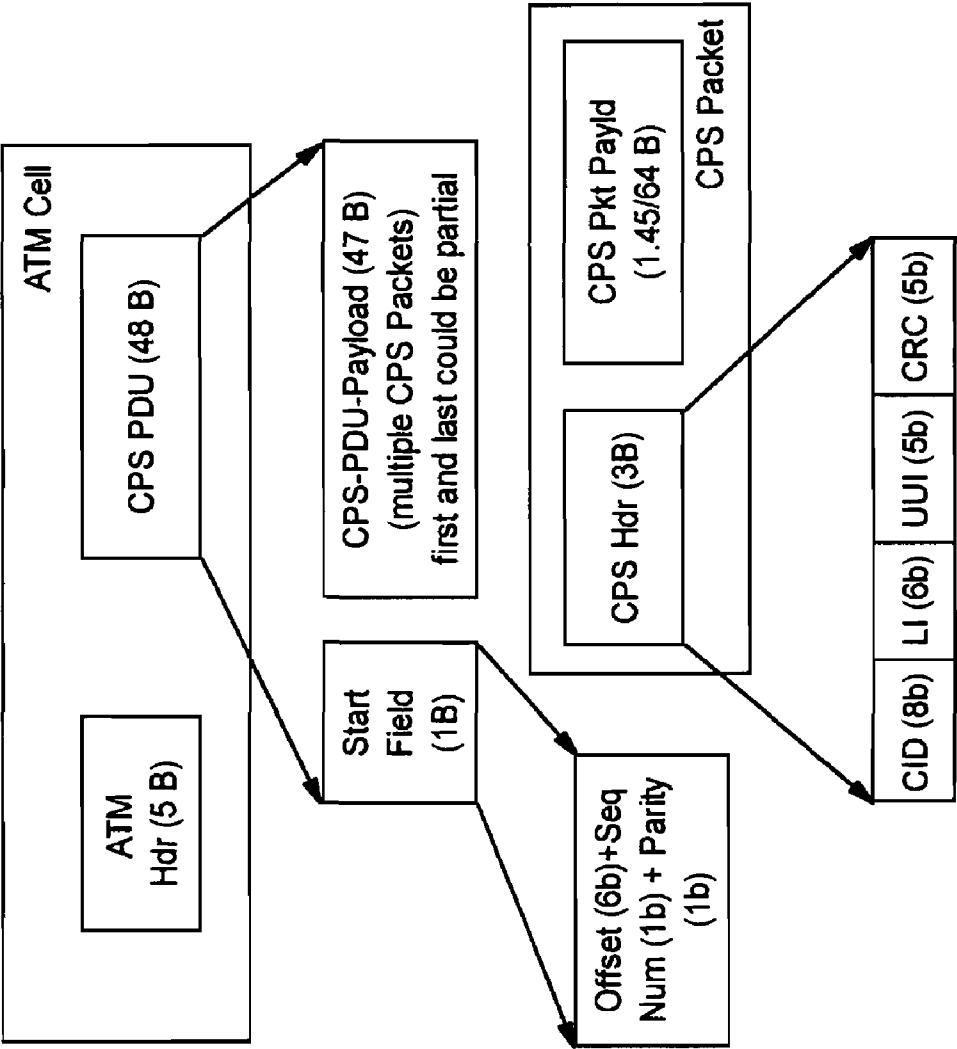 ATM Cell
ATM
Hdr (5 B)
CPS PDU (48 B)
Start
Field
(1B)
CPS-PDU-Payload (47 B)
(multiple CPS Packets)
first and last could be partial
Offset (6b)+Seq
Num (1b) + Parity
(1b)
CPS Hdr (3B)
CPS Pkt Payld
(1.45/64 B)
CPS Packet
CID (8b)
LI (6b)
UUI (5b)
CRC (5b)